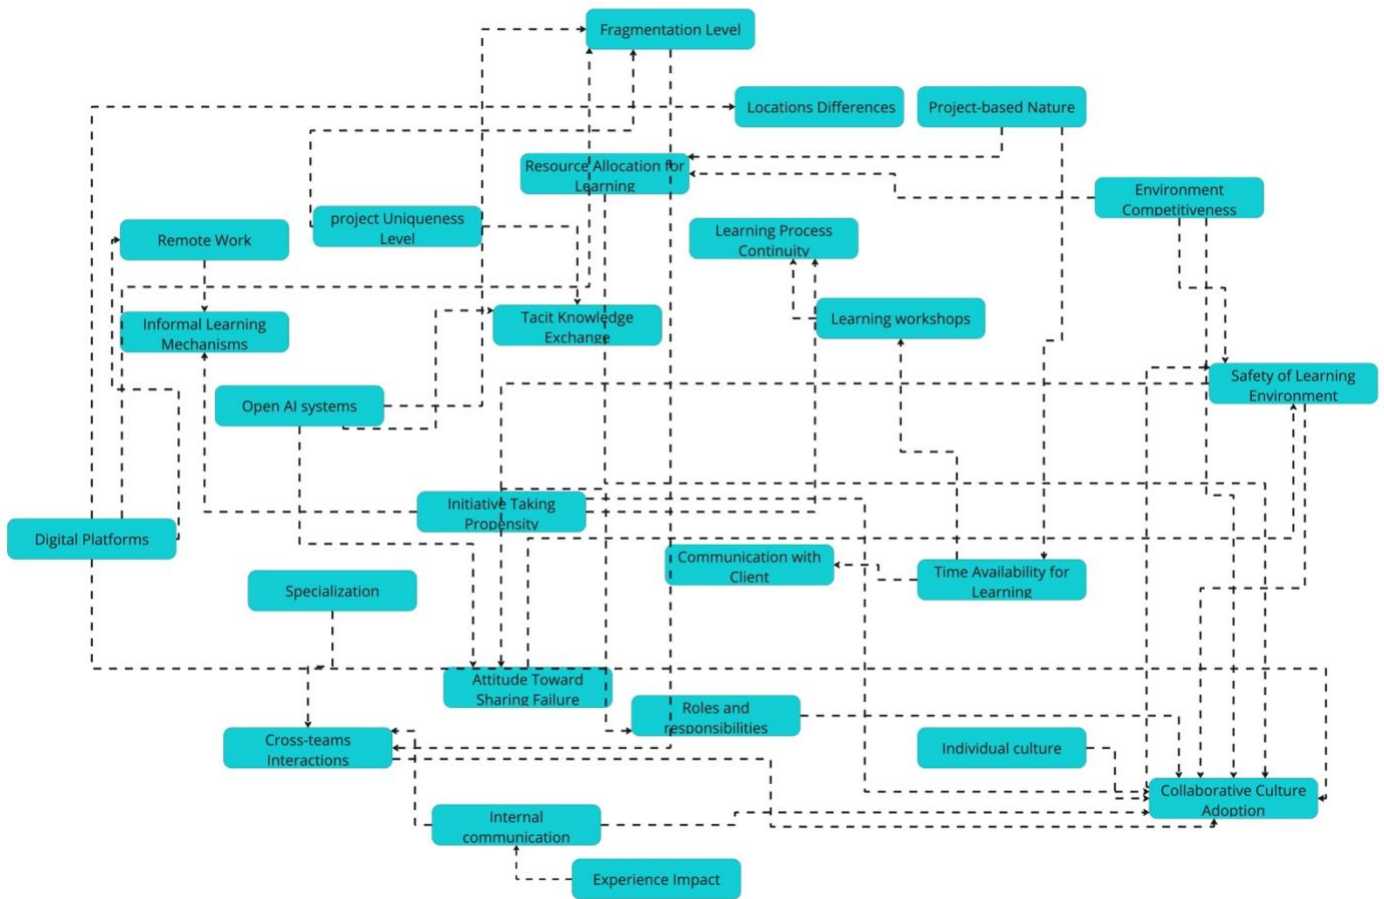 Fragmentation Level
Locations Differences
Project-based Nature
Resource Allocation for
Learning
Environment
Competitiveness
project Uniqueness
Level
Remote Work
Learning Process
Continuity
Informal Learning
Mechanisms
Tacit Knowledge
Exchange
Learning workshops
Safety of Learning
Environment
Open AI systems
Initiative Taking
Propensity
Digital Platforms
Communication with
Client
Time Availability for
Learning
Specialization
Attitude Toward
Sharing Failure
Roles and
responsibilities
Cross-teams
Interactions
Individual culture
Collaborative Culture
Adoption
Internal
communication
Experience Impact